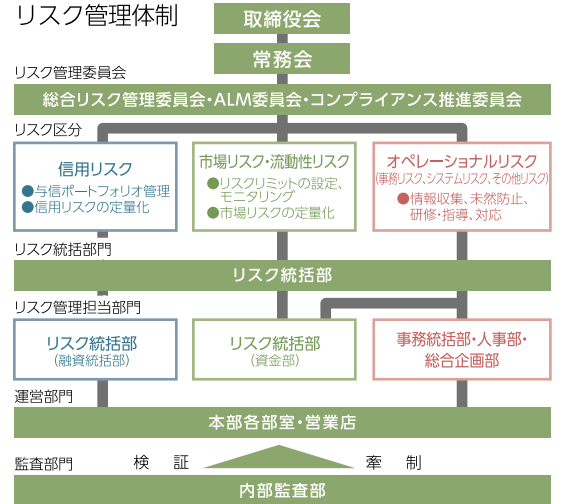 リスク管理体制
取締役会
常務会
リスク管理委員会
総合リスク管理委員会・ALM委員会・コンプライアンス推進委員会
リスク区分
信用リスク
●与信ポートフォリオ管理
●信用リスクの定量化
市場リスク・流動性リスク
●リスクリミットの設定、
モニタリング
●市場リスクの定量化
オペレーショナルリスク
(事務リスク、システムリスク、その他リスク)
●情報収集、未然防止、
研修・指導、対応
リスク統括部門
リスク統括部
リスク管理担当部門
リスク統括部
(融資統括部)
リスク統括部
(資金部)
事務統括部・人事部・
総合企画部
運営部門
本部各部室・営業店
監査部門
検 証
牽 制
内部監査部